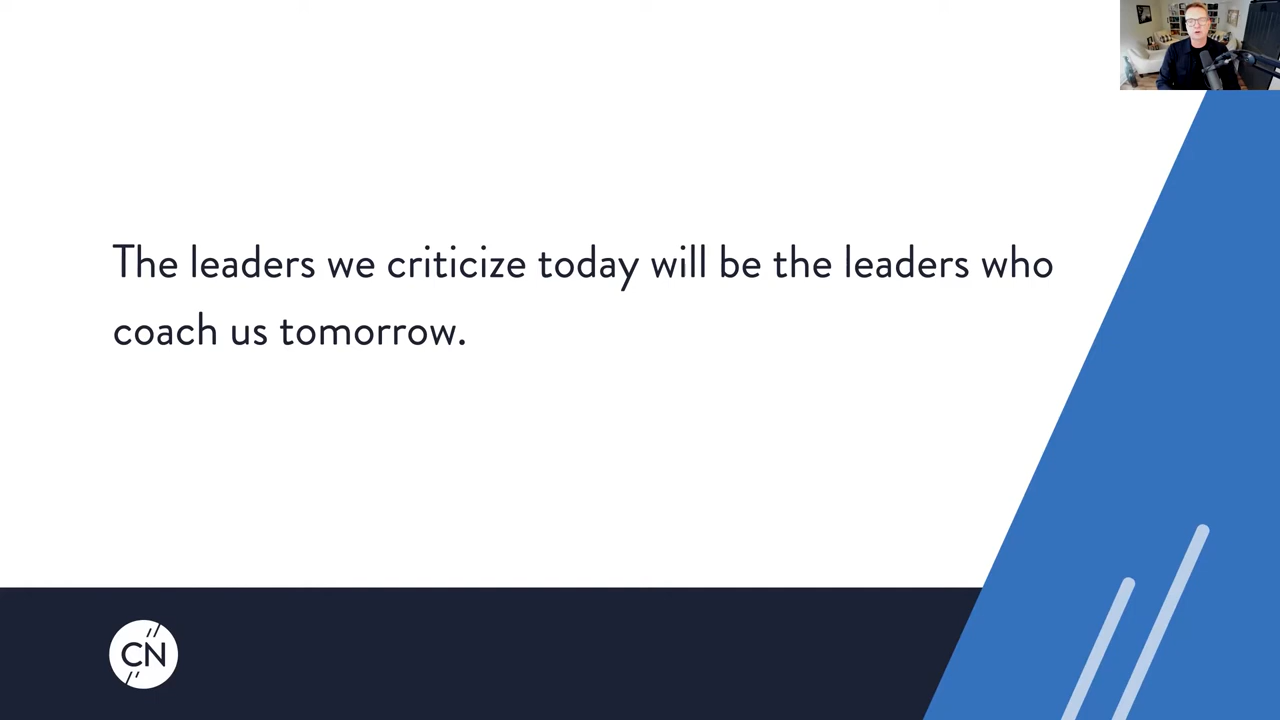 The leaders we criticize today will be the leaders who
coach us tomorrow.
CN